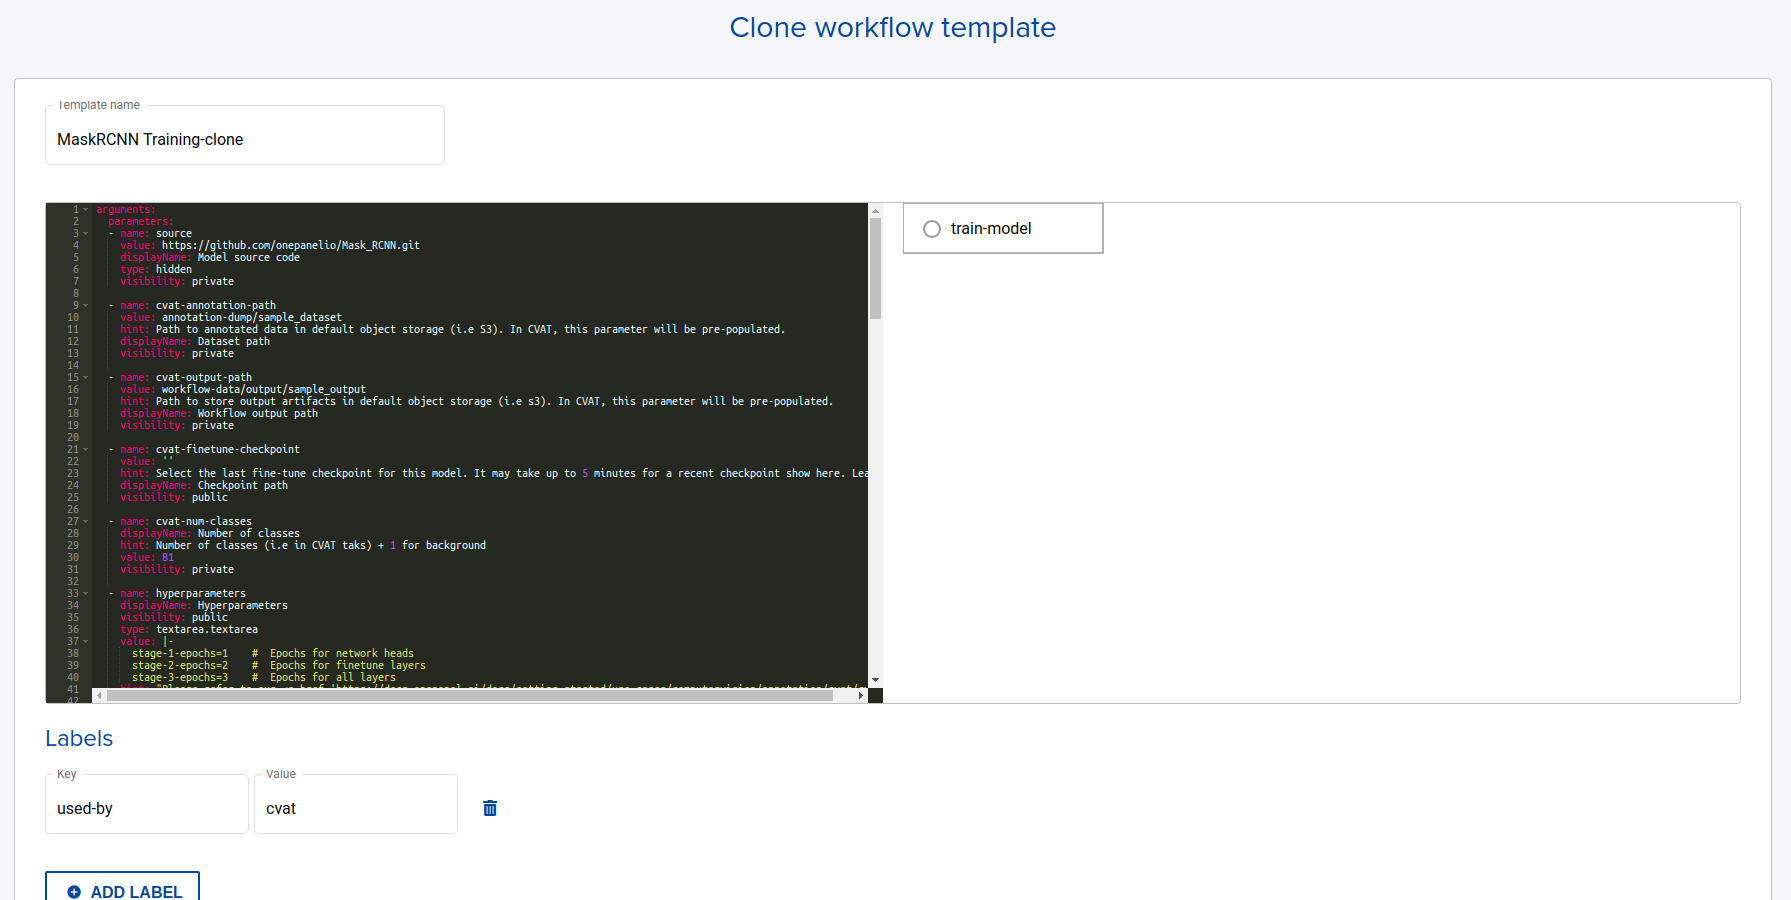 Clone workflow template
Template name
MaskRCNN Training-clone
1 arguments:
2 parameters:
3 - name: source
4 value: https://github.com/onepanelio/Mask_RCNN.git
5 displayName: Model source code
6 type: hidden
7 visibility: private
8
9 - name: cvat-annotation-path
10 value: annotation-dump/sample_dataset
11 hint: Path to annotated data in default object storage (i.e S3). In CVAT, this parameter will be pre-populated.
12 displayName: Dataset path
13 visibility: private
14
15 - name: cvat-output-path
16 value: workflow-data/output/sample_output
17 hint: Path to store output artifacts in default object storage (i.e s3). In CVAT, this parameter will be pre-populated.
18 displayName: Workflow output path
19 visibility: private
20
21 - name: cvat-finetune-checkpoint
22 value: ''
23 hint: Select the last fine-tune checkpoint for this model. It may take up to 5 minutes for a recent checkpoint show here. Lea
24 displayName: Checkpoint path
25 visibility: public
26
27 - name: cvat-num-classes
28 displayName: Number of classes
29 hint: Number of classes (i.e in CVAT taks) + 1 for background
30 value: 81
31 visibility: private
32
33 - name: hyperparameters
34 displayName: Hyperparameters
35 visibility: public
36 type: textarea.textarea
37 value: |-
38 stage-1-epochs=1 # Epochs for network heads
39 stage-2-epochs=2 # Epochs for finetune layers
40 stage-3-epochs=3 # Epochs for all layers
41
42
train-model
Labels
Key
used-by
Value
cvat
ADD LABEL